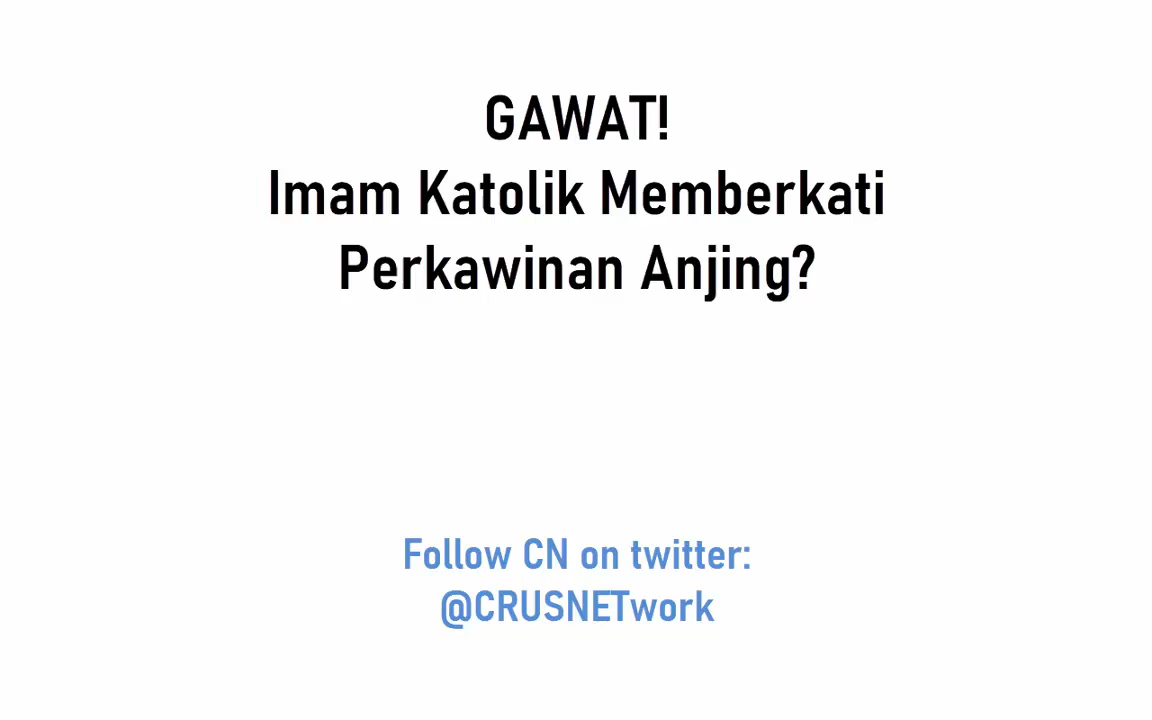 GAWAT!
Imam Katolik Memberkati
Perkawinan Anjing?
Follow CN on twitter:
@CRUSNETwork